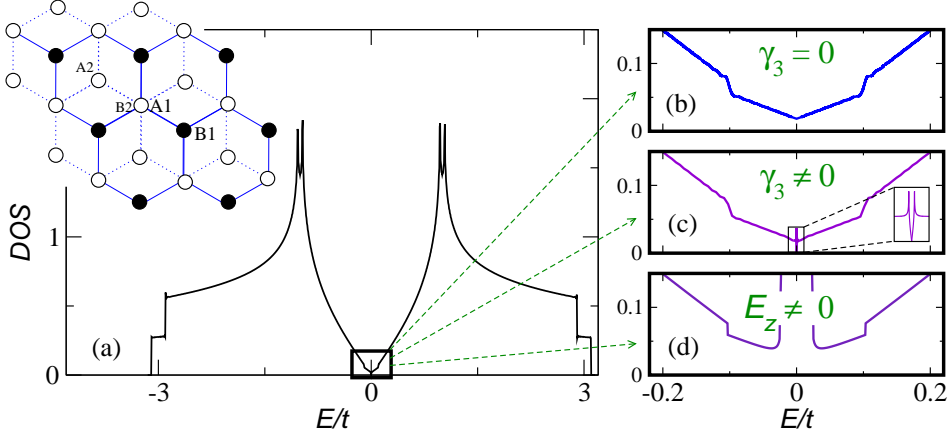 A2
B2
A1
B1
DOS
1
0
(a)
-3
0
3
E/t
0.1
0
γ3 = 0
(b)
0.1
0
γ3 ≠ 0
(c)
0.1
0
Ez ≠ 0
(d)
-0.2
0
0.2
E/t